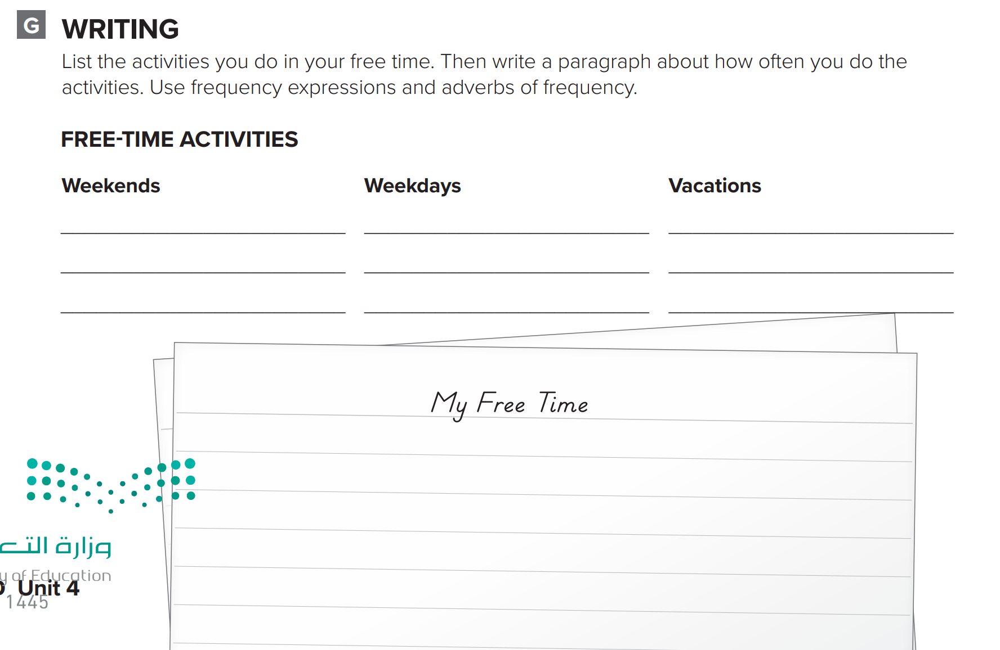 G WRITING
List the activities you do in your free time. Then write a paragraph about how often you do the
activities. Use frequency expressions and adverbs of frequency.
FREE-TIME ACTIVITIES
Weekends Weekdays Vacations
My Free Time
وزارة
of Education
Unit 4
1445